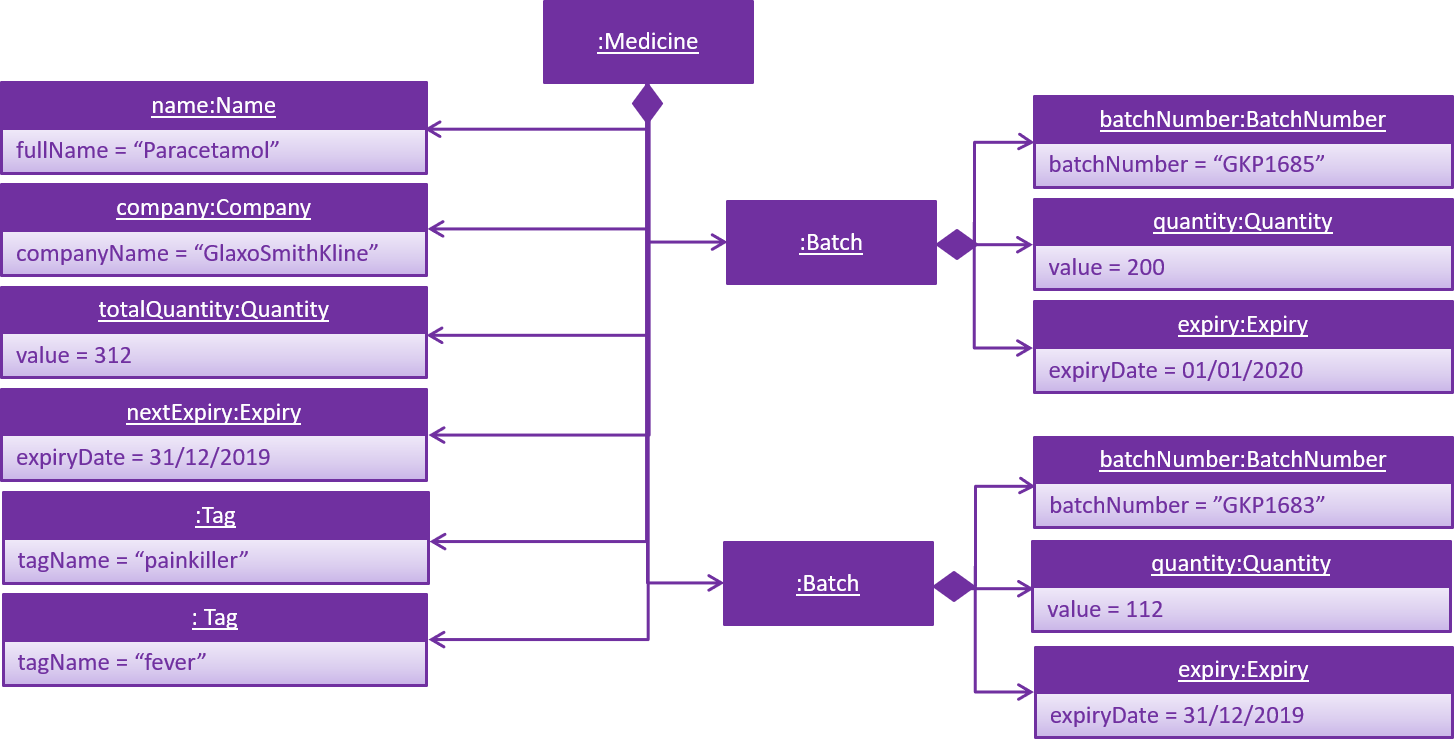 :Medicine
name:Name
fullName = “Paracetamol”
company:Company
companyName = “GlaxoSmithKline”
totalQuantity:Quantity
value = 312
nextExpiry:Expiry
expiryDate = 31/12/2019
:Tag
tagName = “painkiller”
: Tag
tagName = “fever”
:Batch
batchNumber:BatchNumber
batchNumber = “GKP1685”
quantity:Quantity
value = 200
expiry:Expiry
expiryDate = 01/01/2020
:Batch
batchNumber:BatchNumber
batchNumber = ”GKP1683”
quantity:Quantity
value = 112
expiry:Expiry
expiryDate = 31/12/2019